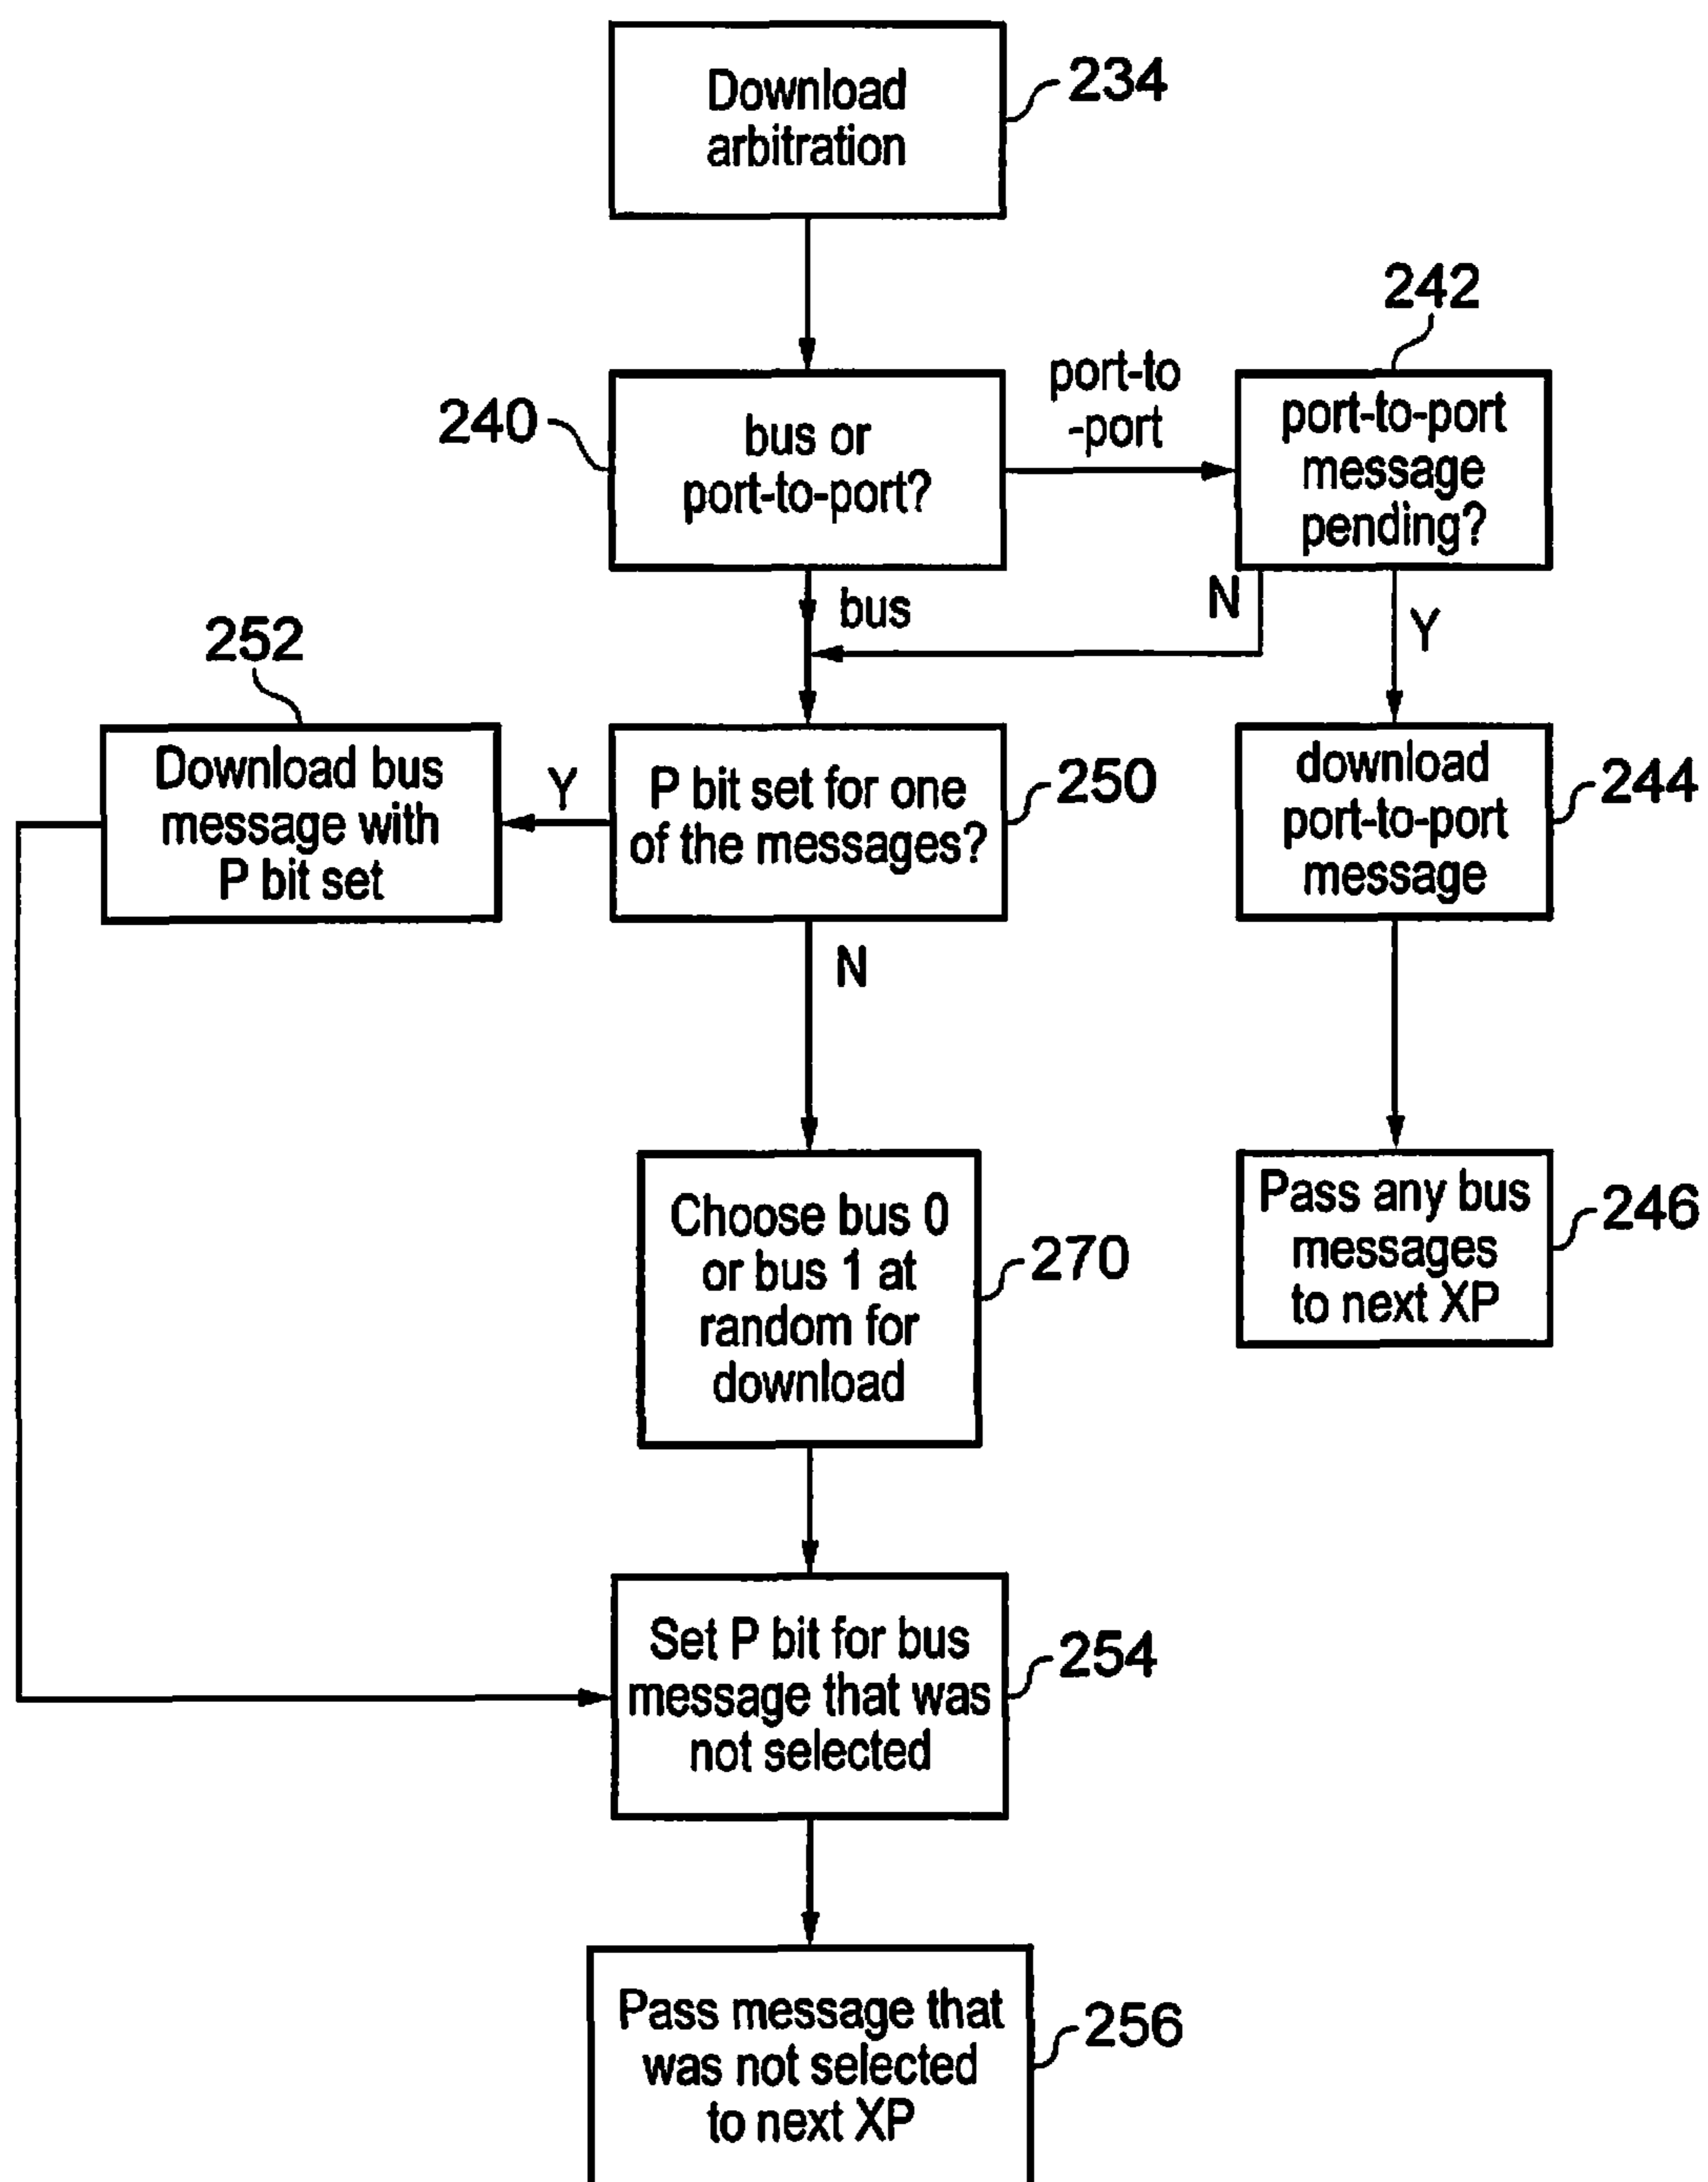 Download
arbitration
234
240
bus or
port-to-port?
port-to
-port
242
port-to-port
message
pending?
bus
N
Y
252
Download bus
message with
P bit set
Y
P bit set for one
of the messages?
250
download
port-to-port
message
244
N
Choose bus 0
or bus 1 at
random for
download
270
Pass any bus
messages
to next XP
246
Set P bit for bus
message that was
not selected
254
Pass message that
was not selected
to next XP
256